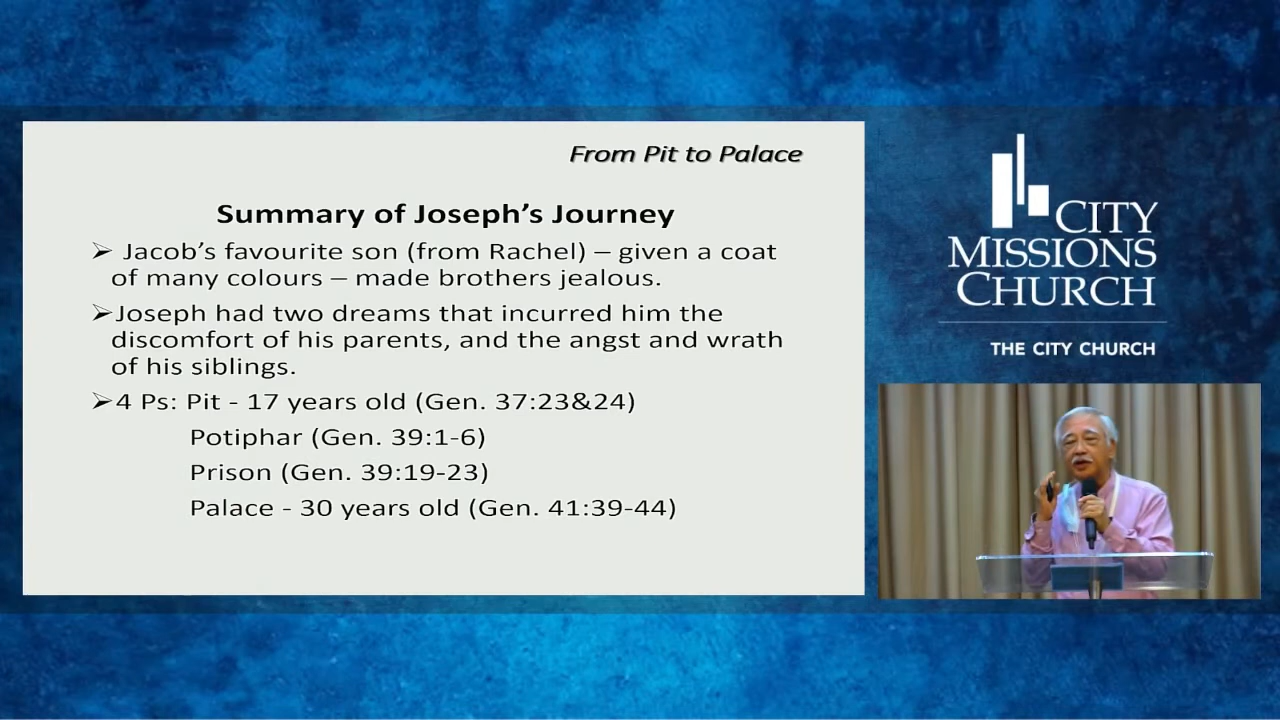 From Pit to Palace
Summary of Joseph’s Journey
➢ Jacob’s favourite son (from Rachel) – given a coat
of many colours – made brothers jealous.
➢Joseph had two dreams that incurred him the
discomfort of his parents, and the angst and wrath
of his siblings.
➢4 Ps: Pit - 17 years old (Gen. 37:23&24)
Potiphar (Gen. 39:1-6)
Prison (Gen. 39:19-23)
Palace - 30 years old (Gen. 41:39-44)
CITY
MISSIONS
CHURCH
THE CITY CHURCH